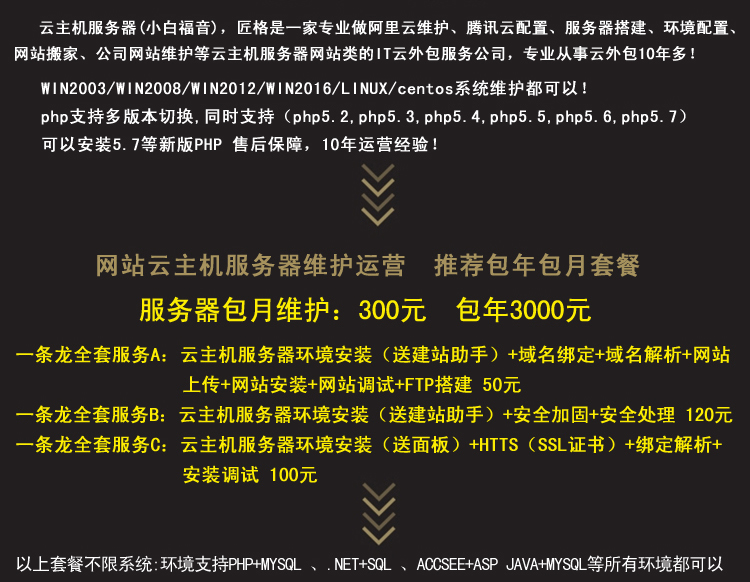 云主机服务器(小白福音)，匠格是一家专业做阿里云维护、腾讯云配置、服务器搭建、环境配置、
网站搬家、公司网站维护等云主机服务器网站类的IT云外包服务公司，专业从事云外包10年多！
WIN2003/WIN2008/WIN2012/WIN2016/LINUX/centos系统维护都可以！
php支持多版本切换,同时支持（php5.2,php5.3,php5.4,php5.5,php5.6,php5.7）
可以安装5.7等新版PHP 售后保障，10年运营经验！
网站云主机服务器维护运营 推荐包年包月套餐
服务器包月维护：300元 包年3000元
一条龙全套服务A：云主机服务器环境安装（送建站助手）+域名绑定+域名解析+网站
上传+网站安装+网站调试+FTP搭建 50元
一条龙全套服务B：云主机服务器环境安装（送建站助手）+安全加固+安全处理 120元
一条龙全套服务C：云主机服务器环境安装（送面板）+HTTS（SSL证书）+绑定解析+
安装调试 100元
以上套餐不限系统:环境支持PHP+MYSQL 、.NET+SQL 、ACCSEE+ASP JAVA+MYSQL等所有环境都可以